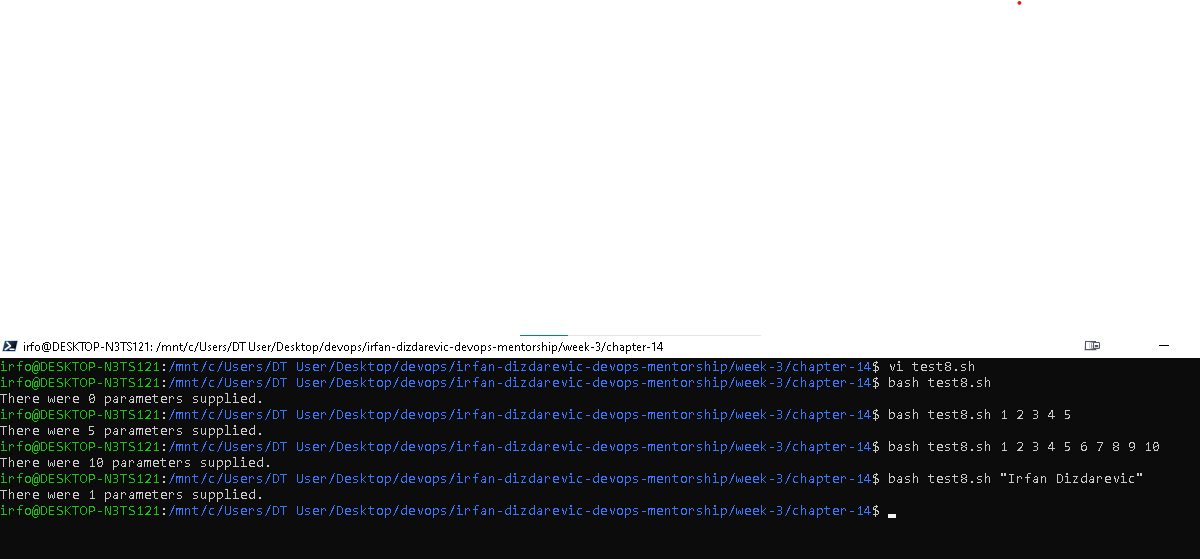 irfo@DESKTOP-N3TS121: /mnt/c/Users/DT User/Desktop/devops/irfan-dizdarevic-devops-mentorship/week-3/chapter-14
irfo@DESKTOP-N3TS121:/mnt/c/Users/DT User/Desktop/devops/irfan-dizdarevic-devops-mentorship/week-3/chapter-14$ vi test8.sh
irfo@DESKTOP-N3TS121:/mnt/c/Users/DT User/Desktop/devops/irfan-dizdarevic-devops-mentorship/week-3/chapter-14$ bash test8.sh
There were 0 parameters supplied.
irfo@DESKTOP-N3TS121:/mnt/c/Users/DT User/Desktop/devops/irfan-dizdarevic-devops-mentorship/week-3/chapter-14$ bash test8.sh 1 2 3 4 5
There were 5 parameters supplied.
irfo@DESKTOP-N3TS121:/mnt/c/Users/DT User/Desktop/devops/irfan-dizdarevic-devops-mentorship/week-3/chapter-14$ bash test8.sh 1 2 3 4 5 6 7 8 9 10
There were 10 parameters supplied.
irfo@DESKTOP-N3TS121:/mnt/c/Users/DT User/Desktop/devops/irfan-dizdarevic-devops-mentorship/week-3/chapter-14$ bash test8.sh "Irfan Dizdarevic"
There were 1 parameters supplied.
irfo@DESKTOP-N3TS121:/mnt/c/Users/DT User/Desktop/devops/irfan-dizdarevic-devops-mentorship/week-3/chapter-14$